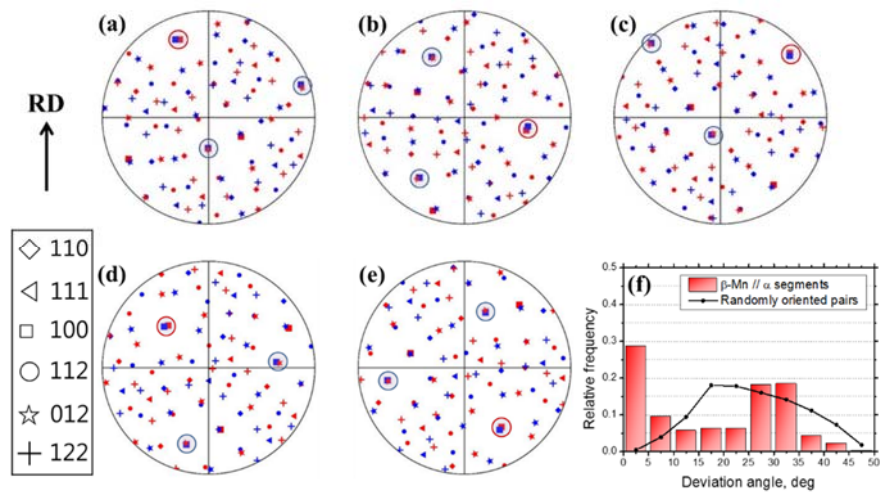 (a)
(b)
(c)
RD
110
111
100
112
012
122
(d)
(e)
(f)
β-Mn // α segments
Randomly oriented pairs
Relative frequency
0.5
0.4
0.3
0.2
0.1
0.0
0 5 10 15 20 25 30 35 40 45 50
Deviation angle, deg